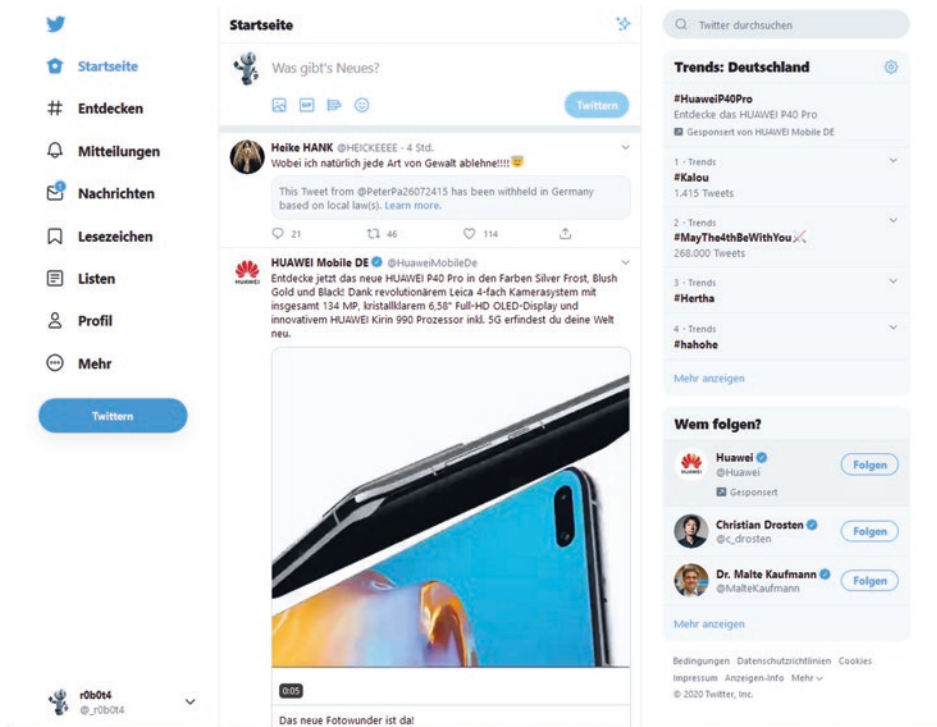 Startseite
Entdecken
Mitteilungen
1
Nachrichten
Lesezeichen
Listen
Profil
Mehr
Twittern
r0b0t4
@_r0b0t4
Startseite
Was gibt's Neues?
GIF
Twittern
Heike HANK @HEICKEEEE · 4 Std.
Wobei ich natürlich jede Art von Gewalt ablehne!!!! 😇
This Tweet from @PeterPa26072415 has been withheld in Germany
based on local law(s). Learn more.
21 46 114
HUAWEI
HUAWEI Mobile DE @HuaweiMobileDe
Entdecke jetzt das neue HUAWEI P40 Pro in den Farben Silver Frost, Blush
Gold und Black! Dank revolutionärem Leica 4-fach Kamerasystem mit
insgesamt 134 MP, kristallklarem 6,58" Full-HD OLED-Display und
innovativem HUAWEI Kirin 990 Prozessor inkl. 5G erfindest du deine Welt
neu.
0:05
Das neue Fotowunder ist da!
Twitter durchsuchen
Trends: Deutschland
#HuaweiP40Pro
Entdecke das HUAWEI P40 Pro
Gesponsert von HUAWEI Mobile DE
1 · Trends
#Kalou
1.415 Tweets
2 · Trends
#MayThe4thBeWithYou
268.000 Tweets
3 · Trends
#Hertha
4 · Trends
#hahohe
Mehr anzeigen
Wem folgen?
HUAWEI
Huawei
@Huawei
Folgen
Gesponsert
Christian Drosten
@c_drosten
Folgen
Dr. Malte Kaufmann
@MalteKaufmann
Folgen
Mehr anzeigen
Bedingungen Datenschutzrichtlinien Cookies
Impressum Anzeigen-Info Mehr
© 2020 Twitter, Inc.